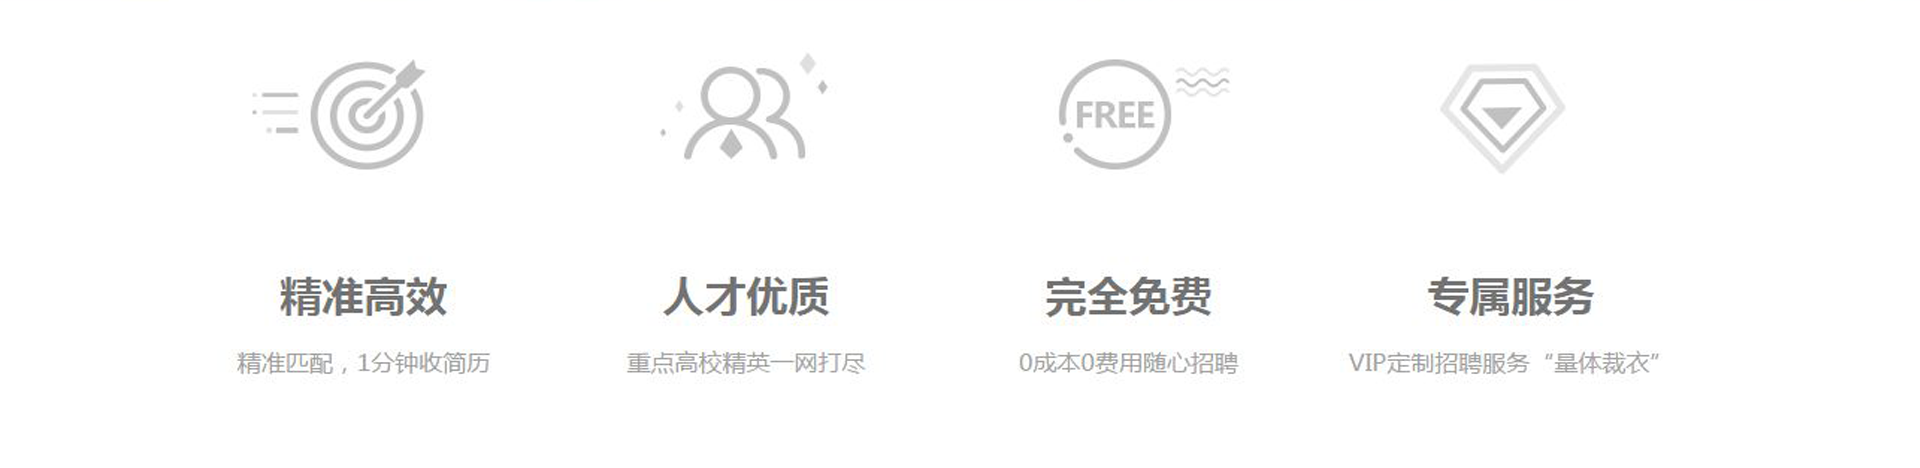 FREE
精准高效
人才优质
完全免费
专属服务
精准匹配，1分钟收简历
重点高校精英一网打尽
0成本0费用随心招聘
VIP定制招聘服务“量体裁衣”